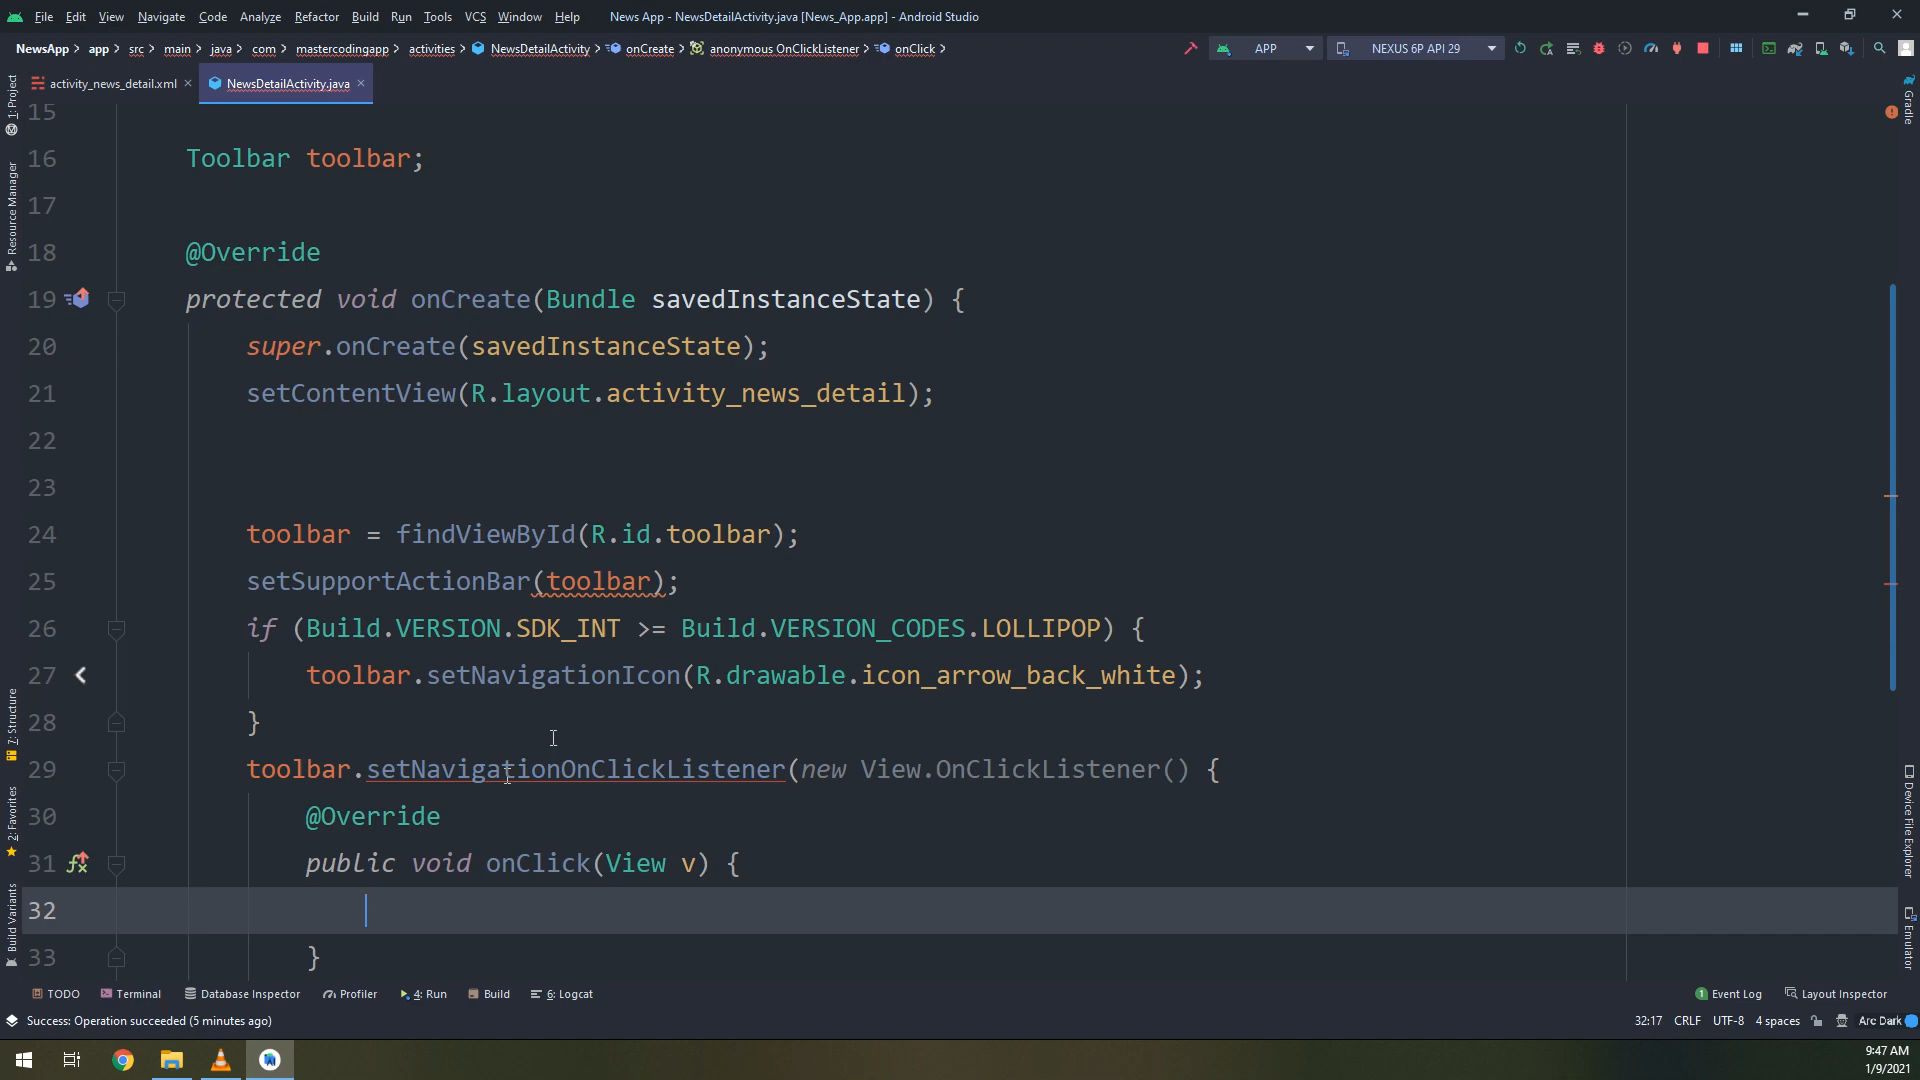 File Edit View Navigate Code Analyze Refactor Build Run Tools VCS Window Help News App - NewsDetailActivity.java [News_App.app] - Android Studio
NewsApp app src main java com mastercodingapp activities NewsDetailActivity onCreate anonymous OnClickListener onClick APP NEXUS 6P API 29
activity_news_detail.xml NewsDetailActivity.java
1: Project
Resource Manager
7: Structure
2: Favorites
Build Variants
15
16 Toolbar toolbar;
17
18 @Override
19 protected void onCreate(Bundle savedInstanceState) {
20 super.onCreate(savedInstanceState);
21 setContentView(R.layout.activity_news_detail);
22
23
24 toolbar = findViewById(R.id.toolbar);
25 setSupportActionBar(toolbar);
26 if (Build.VERSION.SDK_INT >= Build.VERSION_CODES.LOLLIPOP) {
27 toolbar.setNavigationIcon(R.drawable.icon_arrow_back_white);
28 }
29 toolbar.setNavigationOnClickListener(new View.OnClickListener() {
30 @Override
31 public void onClick(View v) {
32
33 }
Gradle
Device File Explorer
Emulator
TODO Terminal Database Inspector Profiler 4: Run Build 6: Logcat 1 Event Log Layout Inspector
Success: Operation succeeded (5 minutes ago) 32:17 CRLF UTF-8 4 spaces Arc Dark
9:47 AM
1/9/2021